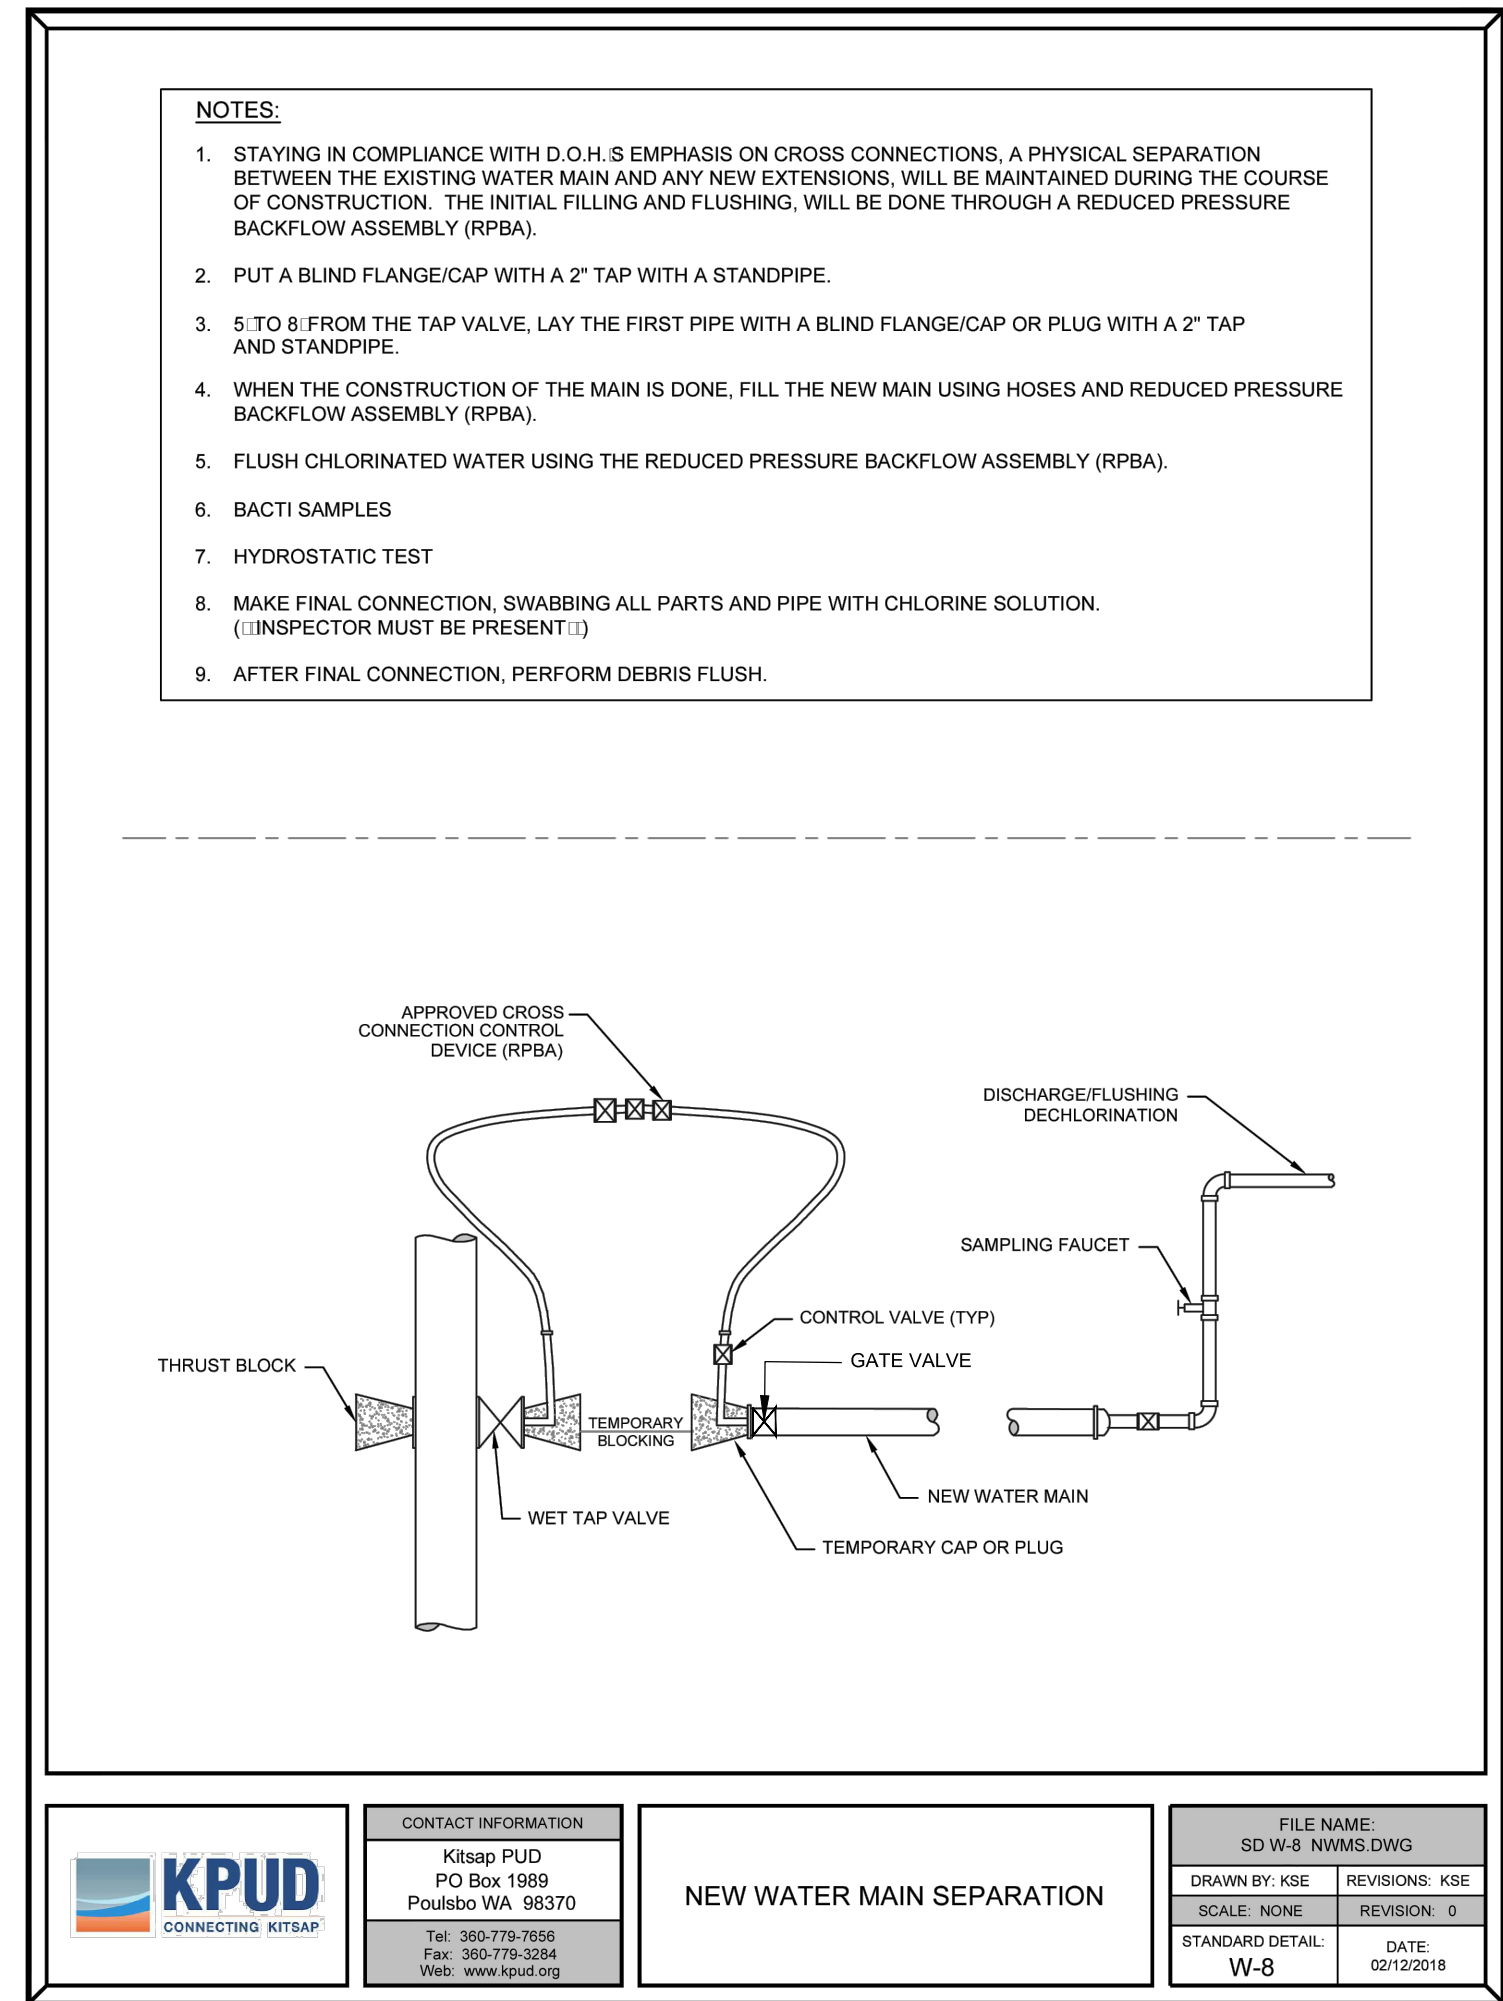 NOTES:
1. STAYING IN COMPLIANCE WITH D.O.H.□S EMPHASIS ON CROSS CONNECTIONS, A PHYSICAL SEPARATION
BETWEEN THE EXISTING WATER MAIN AND ANY NEW EXTENSIONS, WILL BE MAINTAINED DURING THE COURSE
OF CONSTRUCTION. THE INITIAL FILLING AND FLUSHING, WILL BE DONE THROUGH A REDUCED PRESSURE
BACKFLOW ASSEMBLY (RPBA).
2. PUT A BLIND FLANGE/CAP WITH A 2" TAP WITH A STANDPIPE.
3. 5□TO 8□FROM THE TAP VALVE, LAY THE FIRST PIPE WITH A BLIND FLANGE/CAP OR PLUG WITH A 2" TAP
AND STANDPIPE.
4. WHEN THE CONSTRUCTION OF THE MAIN IS DONE, FILL THE NEW MAIN USING HOSES AND REDUCED PRESSURE
BACKFLOW ASSEMBLY (RPBA).
5. FLUSH CHLORINATED WATER USING THE REDUCED PRESSURE BACKFLOW ASSEMBLY (RPBA).
6. BACTI SAMPLES
7. HYDROSTATIC TEST
8. MAKE FINAL CONNECTION, SWABBING ALL PARTS AND PIPE WITH CHLORINE SOLUTION.
(□□INSPECTOR MUST BE PRESENT□□)
9. AFTER FINAL CONNECTION, PERFORM DEBRIS FLUSH.
APPROVED CROSS
CONNECTION CONTROL
DEVICE (RPBA)
DISCHARGE/FLUSHING
DECHLORINATION
SAMPLING FAUCET
CONTROL VALVE (TYP)
GATE VALVE
THRUST BLOCK
TEMPORARY
BLOCKING
NEW WATER MAIN
WET TAP VALVE
TEMPORARY CAP OR PLUG
KPUD
CONNECTING KITSAP
CONTACT INFORMATION
Kitsap PUD
PO Box 1989
Poulsbo WA 98370
Tel: 360-779-7656
Fax: 360-779-3284
Web: www.kpud.org
NEW WATER MAIN SEPARATION
FILE NAME:
SD W-8 NWMS.DWG
DRAWN BY: KSE
REVISIONS: KSE
SCALE: NONE
REVISION: 0
STANDARD DETAIL:
W-8
DATE:
02/12/2018